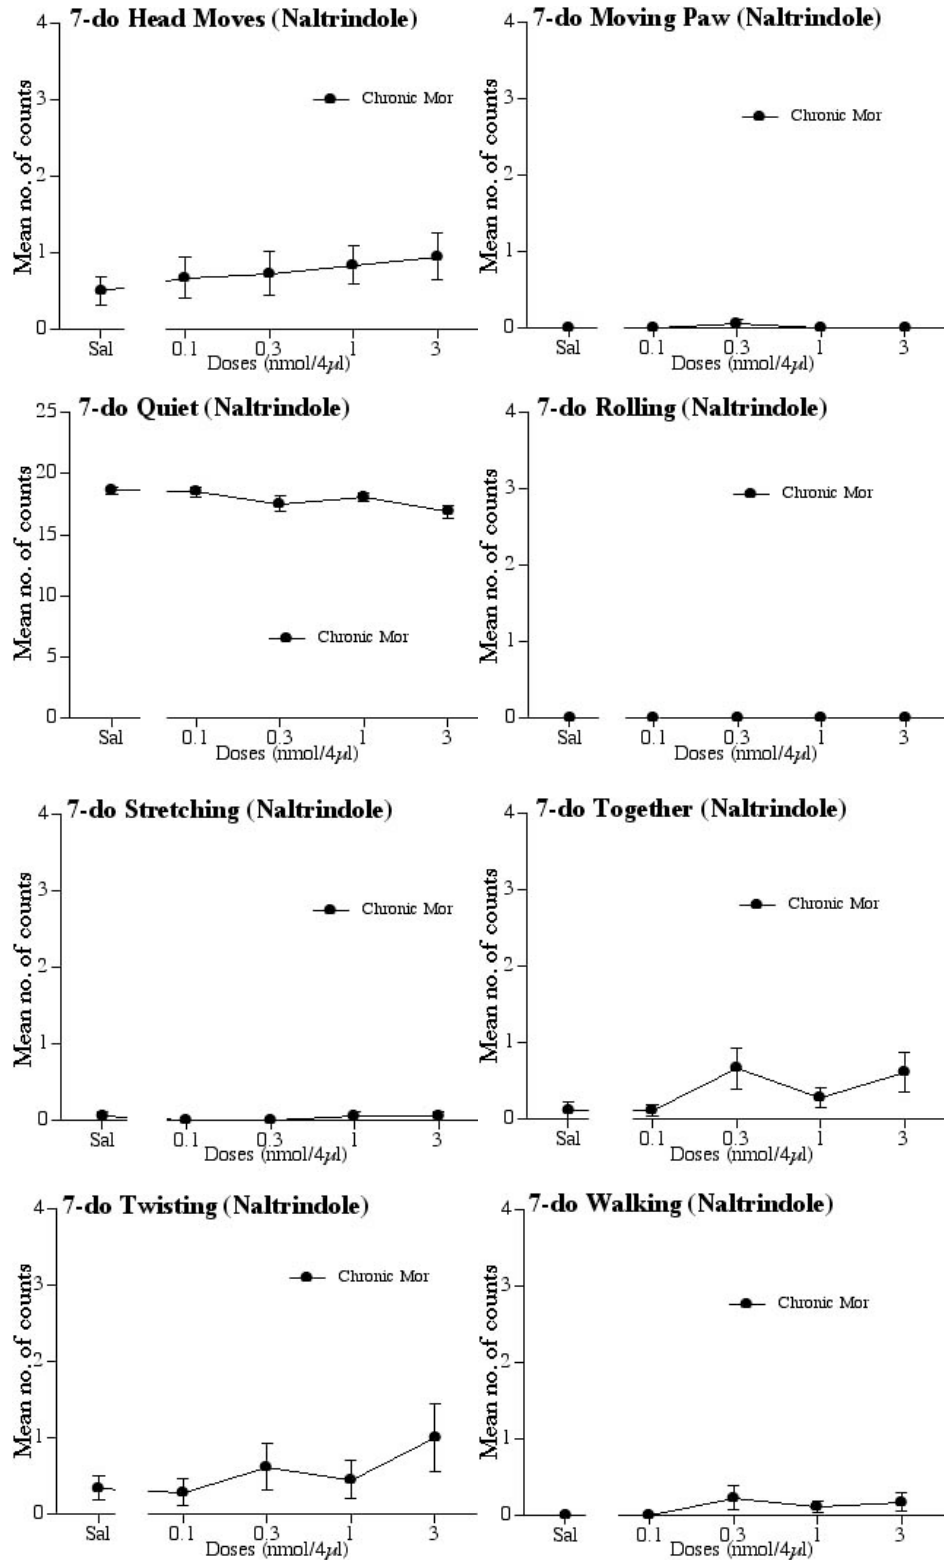 7-do Head Moves (Naltrindole)
Mean no. of counts
4
3
2
1
0
Chronic Mor
Sal 0.1 0.3 1 3
Doses (nmol/4µl)
7-do Moving Paw (Naltrindole)
Mean no. of counts
4
3
2
1
0
Chronic Mor
Sal 0.1 0.3 1 3
Doses (nmol/4µl)
7-do Quiet (Naltrindole)
Mean no. of counts
25
20
15
10
5
0
Chronic Mor
Sal 0.1 0.3 1 3
Doses (nmol/4µl)
7-do Rolling (Naltrindole)
Mean no. of counts
4
3
2
1
0
Chronic Mor
Sal 0.1 0.3 1 3
Doses (nmol/4µl)
7-do Stretching (Naltrindole)
Mean no. of counts
4
3
2
1
0
Chronic Mor
Sal 0.1 0.3 1 3
Doses (nmol/4µl)
7-do Together (Naltrindole)
Mean no. of counts
4
3
2
1
0
Chronic Mor
Sal 0.1 0.3 1 3
Doses (nmol/4µl)
7-do Twisting (Naltrindole)
Mean no. of counts
4
3
2
1
0
Chronic Mor
Sal 0.1 0.3 1 3
Doses (nmol/4µl)
7-do Walking (Naltrindole)
Mean no. of counts
4
3
2
1
0
Chronic Mor
Sal 0.1 0.3 1 3
Doses (nmol/4µl)